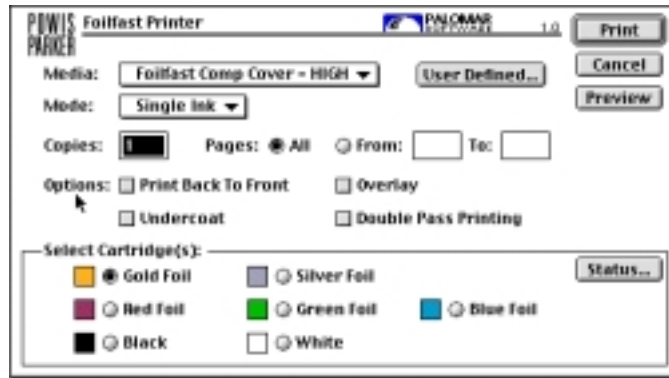 POWIS PARKER Foilfast Printer PALOMAR SOFTWARE 1.0 Print
Media: Foilfast Comp Cover - HIGH User Defined... Cancel
Mode: Single Ink Preview
Copies: 1 Pages: All From: To:
Options: Print Back To Front Overlay
Undercoat Double Pass Printing
Select Cartridge(s):
Gold Foil Silver Foil Status...
Red Foil Green Foil Blue Foil
Black White